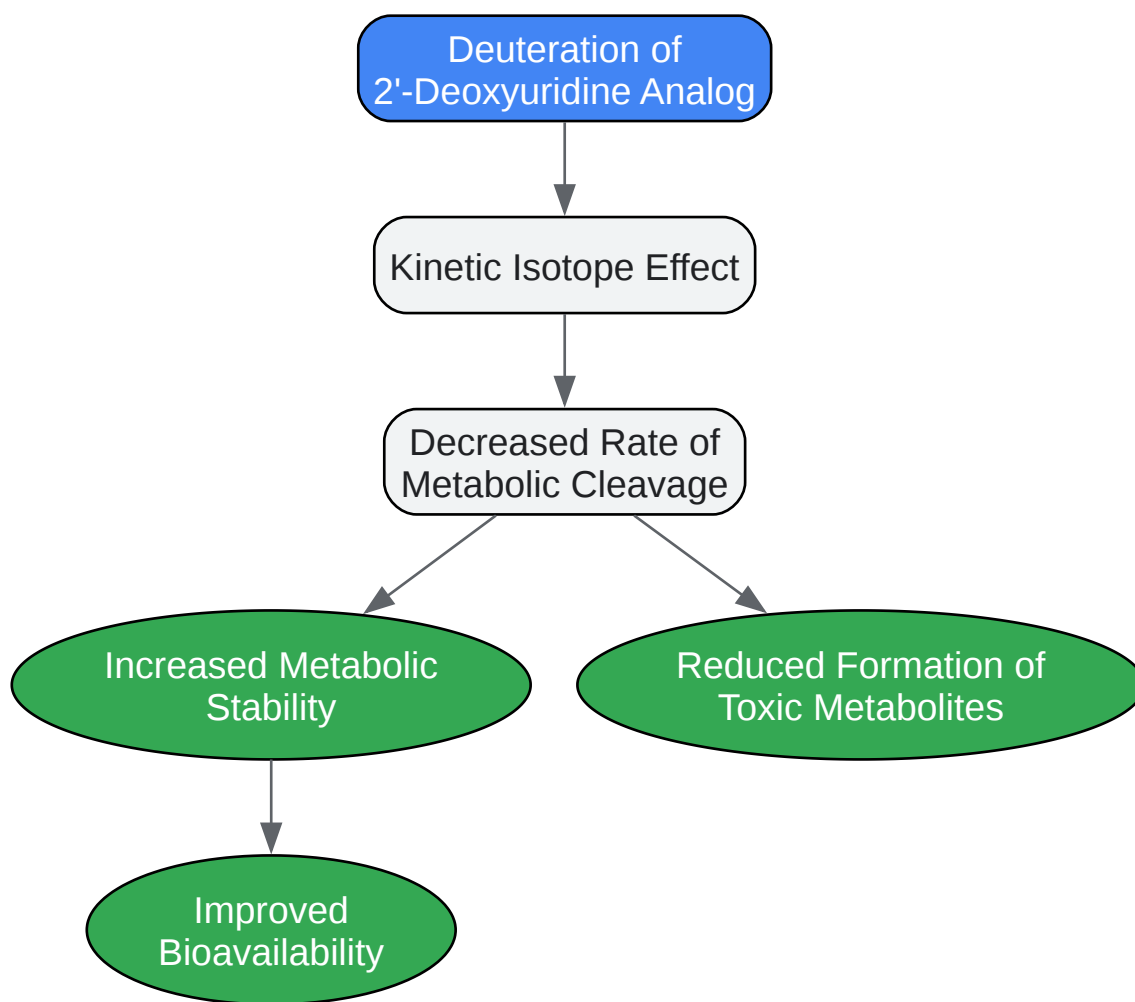 Deuteration of
2'-Deoxyuridine Analog
Kinetic Isotope Effect
Decreased Rate of
Metabolic Cleavage
Increased Metabolic
Stability
Reduced Formation of
Toxic Metabolites
Improved
Bioavailability